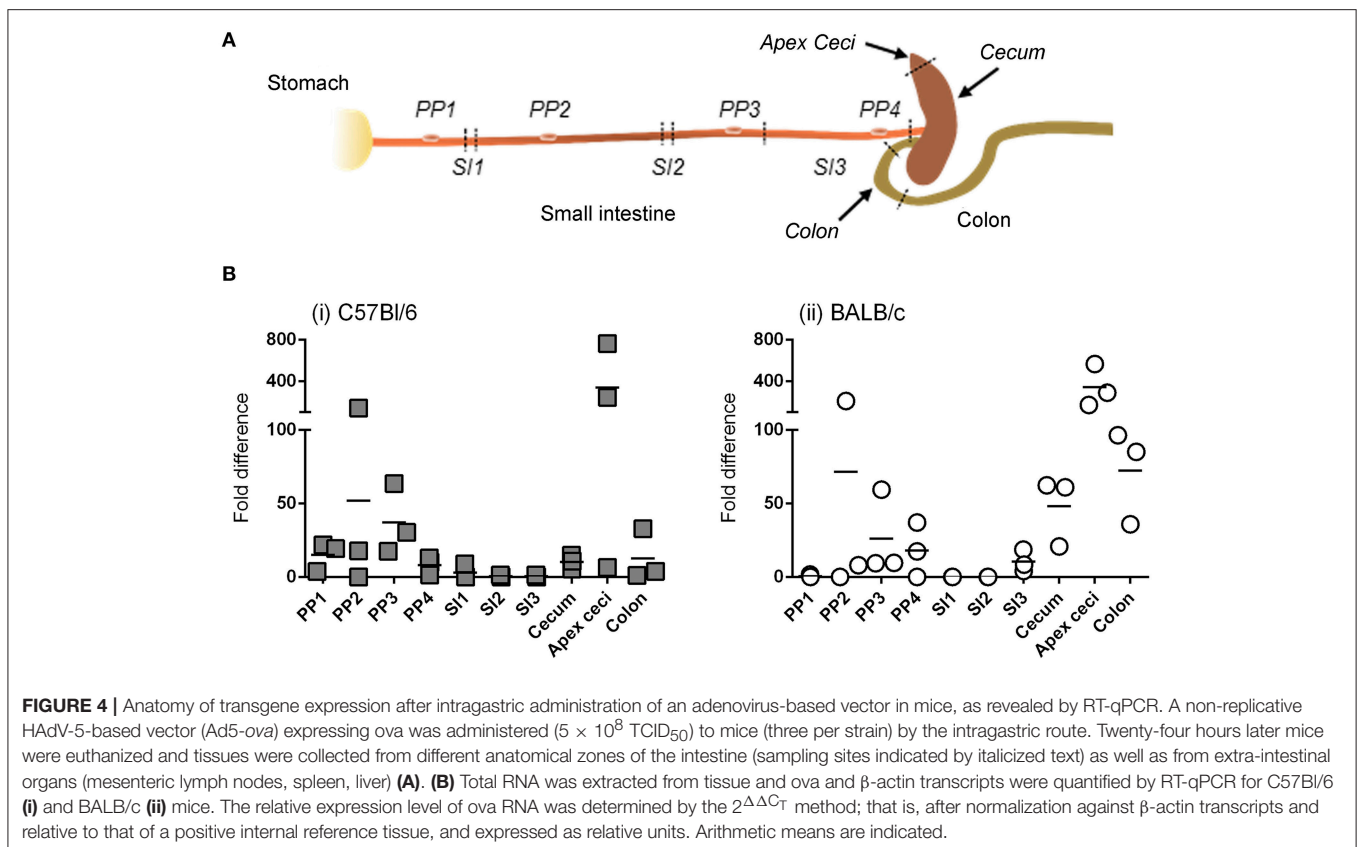 A
Apex Ceci
Cecum
Stomach
PP1
PP2
PP3
PP4
SI1
SI2
SI3
Small intestine
Colon
Colon
B
(i) C57Bl/6
(ii) BALB/c
800
400
100
50
0
Fold difference
PP1
PP2
PP3
PP4
SI1
SI2
SI3
Cecum
Apex ceci
Colon
800
400
100
50
0
Fold difference
PP1
PP2
PP3
PP4
SI1
SI2
SI3
Cecum
Apex ceci
Colon
FIGURE 4 | Anatomy of transgene expression after intragastric administration of an adenovirus-based vector in mice, as revealed by RT-qPCR. A non-replicative
HAdV-5-based vector (Ad5-ova) expressing ova was administered (5 × 10⁸ TCID₅₀) to mice (three per strain) by the intragastric route. Twenty-four hours later mice
were euthanized and tissues were collected from different anatomical zones of the intestine (sampling sites indicated by italicized text) as well as from extra-intestinal
organs (mesenteric lymph nodes, spleen, liver) (A). (B) Total RNA was extracted from tissue and ova and β-actin transcripts were quantified by RT-qPCR for C57Bl/6
(i) and BALB/c (ii) mice. The relative expression level of ova RNA was determined by the 2^ΔΔC_T method; that is, after normalization against β-actin transcripts and
relative to that of a positive internal reference tissue, and expressed as relative units. Arithmetic means are indicated.